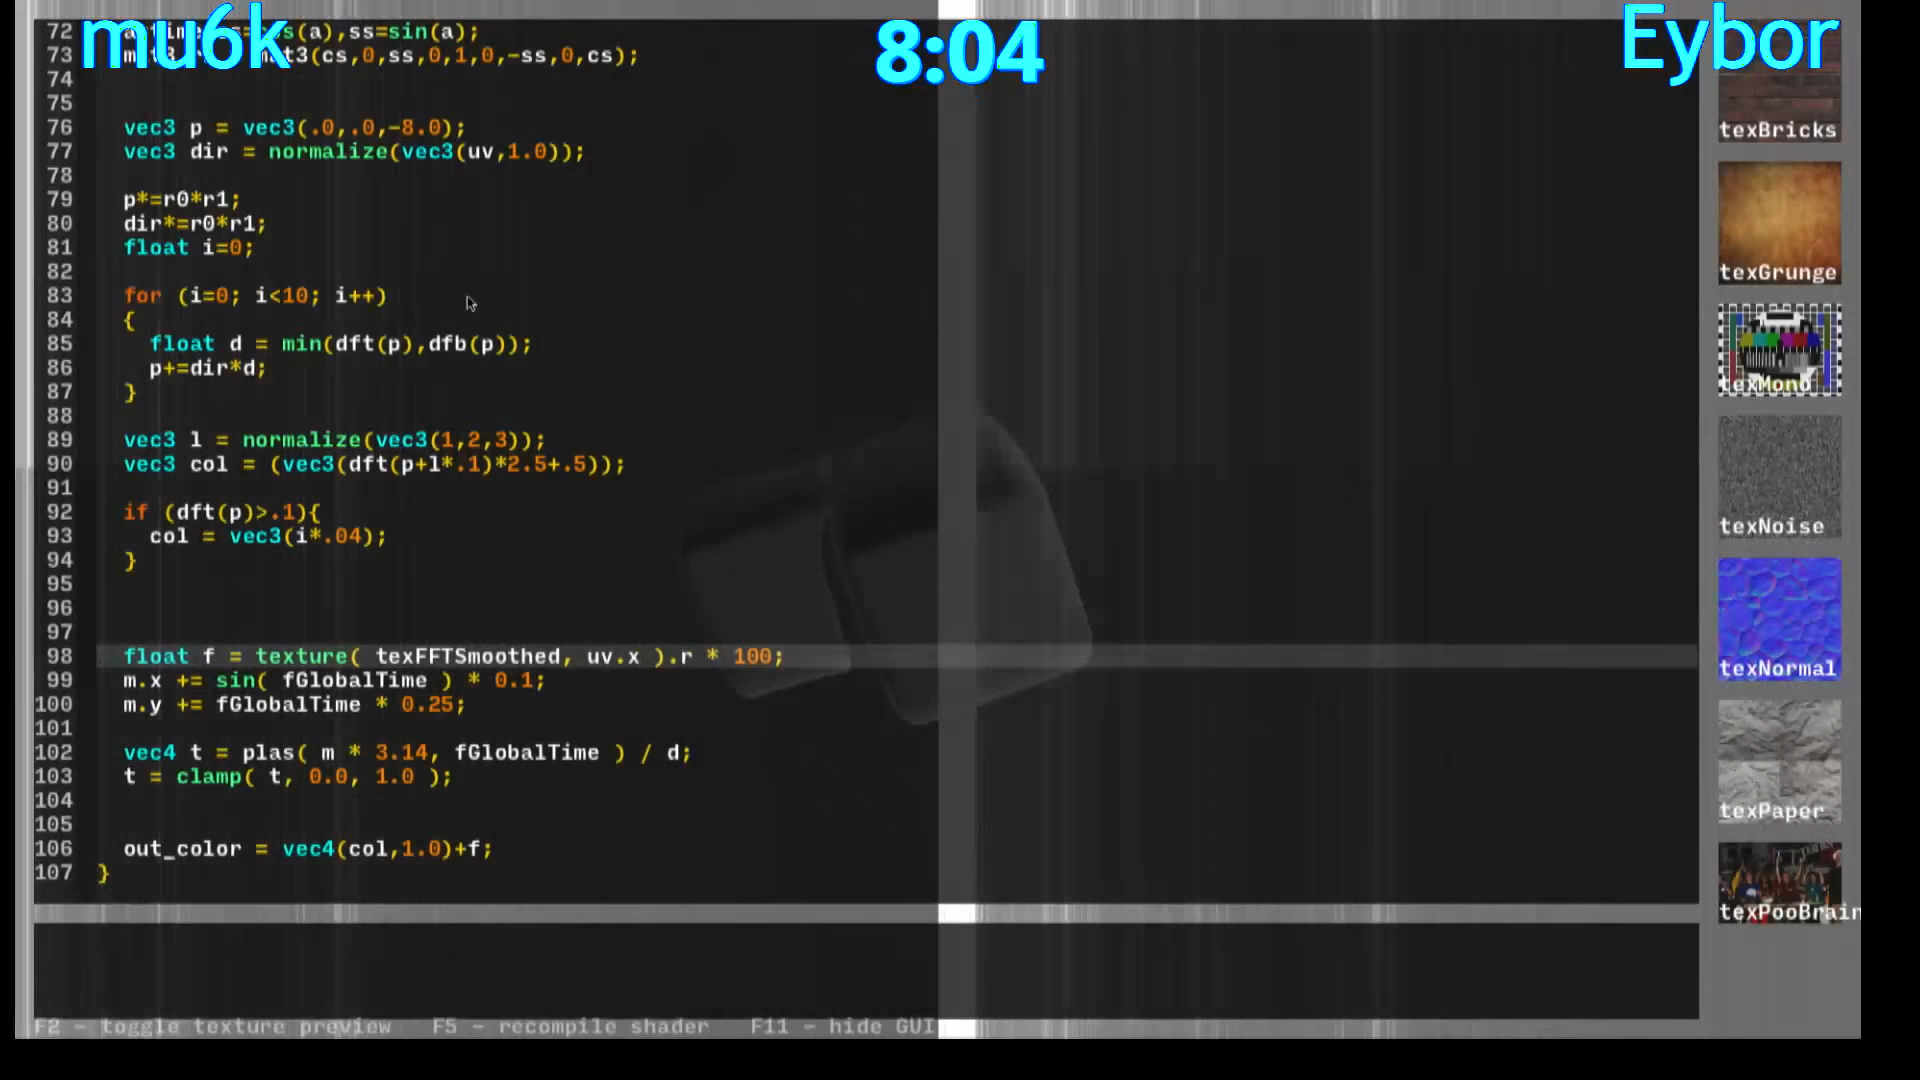 mu6k
8:04
Eybor
72 s(a),ss=sin(a);
73 mat3(cs,0,ss,0,1,0,-ss,0,cs);
74
75
76 vec3 p = vec3(.0,.0,-8.0);
77 vec3 dir = normalize(vec3(uv,1.0));
78
79 p*=r0*r1;
80 dir*=r0*r1;
81 float i=0;
82
83 for (i=0; i<10; i++)
84 {
85 float d = min(dft(p),dfb(p));
86 p+=dir*d;
87 }
88
89 vec3 l = normalize(vec3(1,2,3));
90 vec3 col = (vec3(dft(p+l*.1)*2.5+.5));
91
92 if (dft(p)>.1){
93 col = vec3(i*.04);
94 }
95
96
97
98 float f = texture( texFFTSmoothed, uv.x ).r * 100;
99 m.x += sin( fGlobalTime ) * 0.1;
100 m.y += fGlobalTime * 0.25;
101
102 vec4 t = plas( m * 3.14, fGlobalTime ) / d;
103 t = clamp( t, 0.0, 1.0 );
104
105
106 out_color = vec4(col,1.0)+f;
107 }
texBricks
texGrunge
texMono
texNoise
texNormal
texPaper
texPooBrain
F2 - toggle texture preview F5 - recompile shader F11 - hide GUI